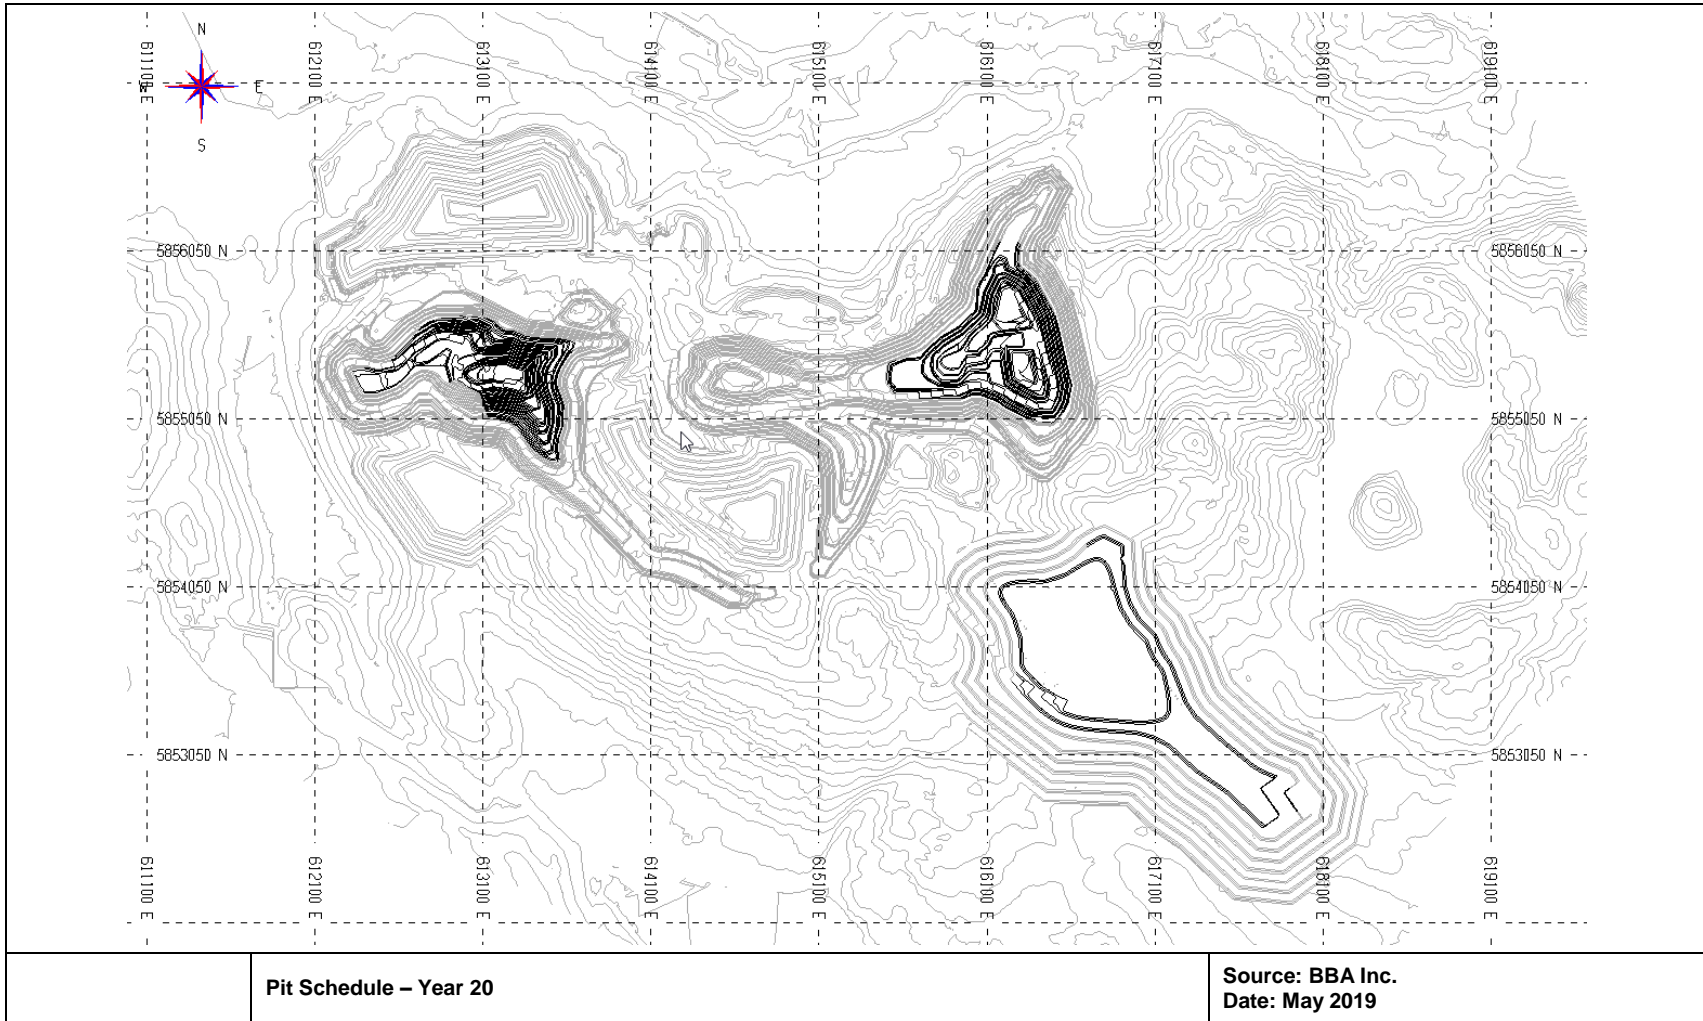 N
W E
S
611100 E 612100 E 613100 E 614100 E 615100 E 616100 E 617100 E 618100 E 619100 E
5856050 N 5856050 N
5855050 N 5855050 N
5854050 N 5854050 N
5853050 N 5853050 N
611100 E 612100 E 613100 E 614100 E 615100 E 616100 E 617100 E 618100 E 619100 E
Pit Schedule – Year 20
Source: BBA Inc.
Date: May 2019